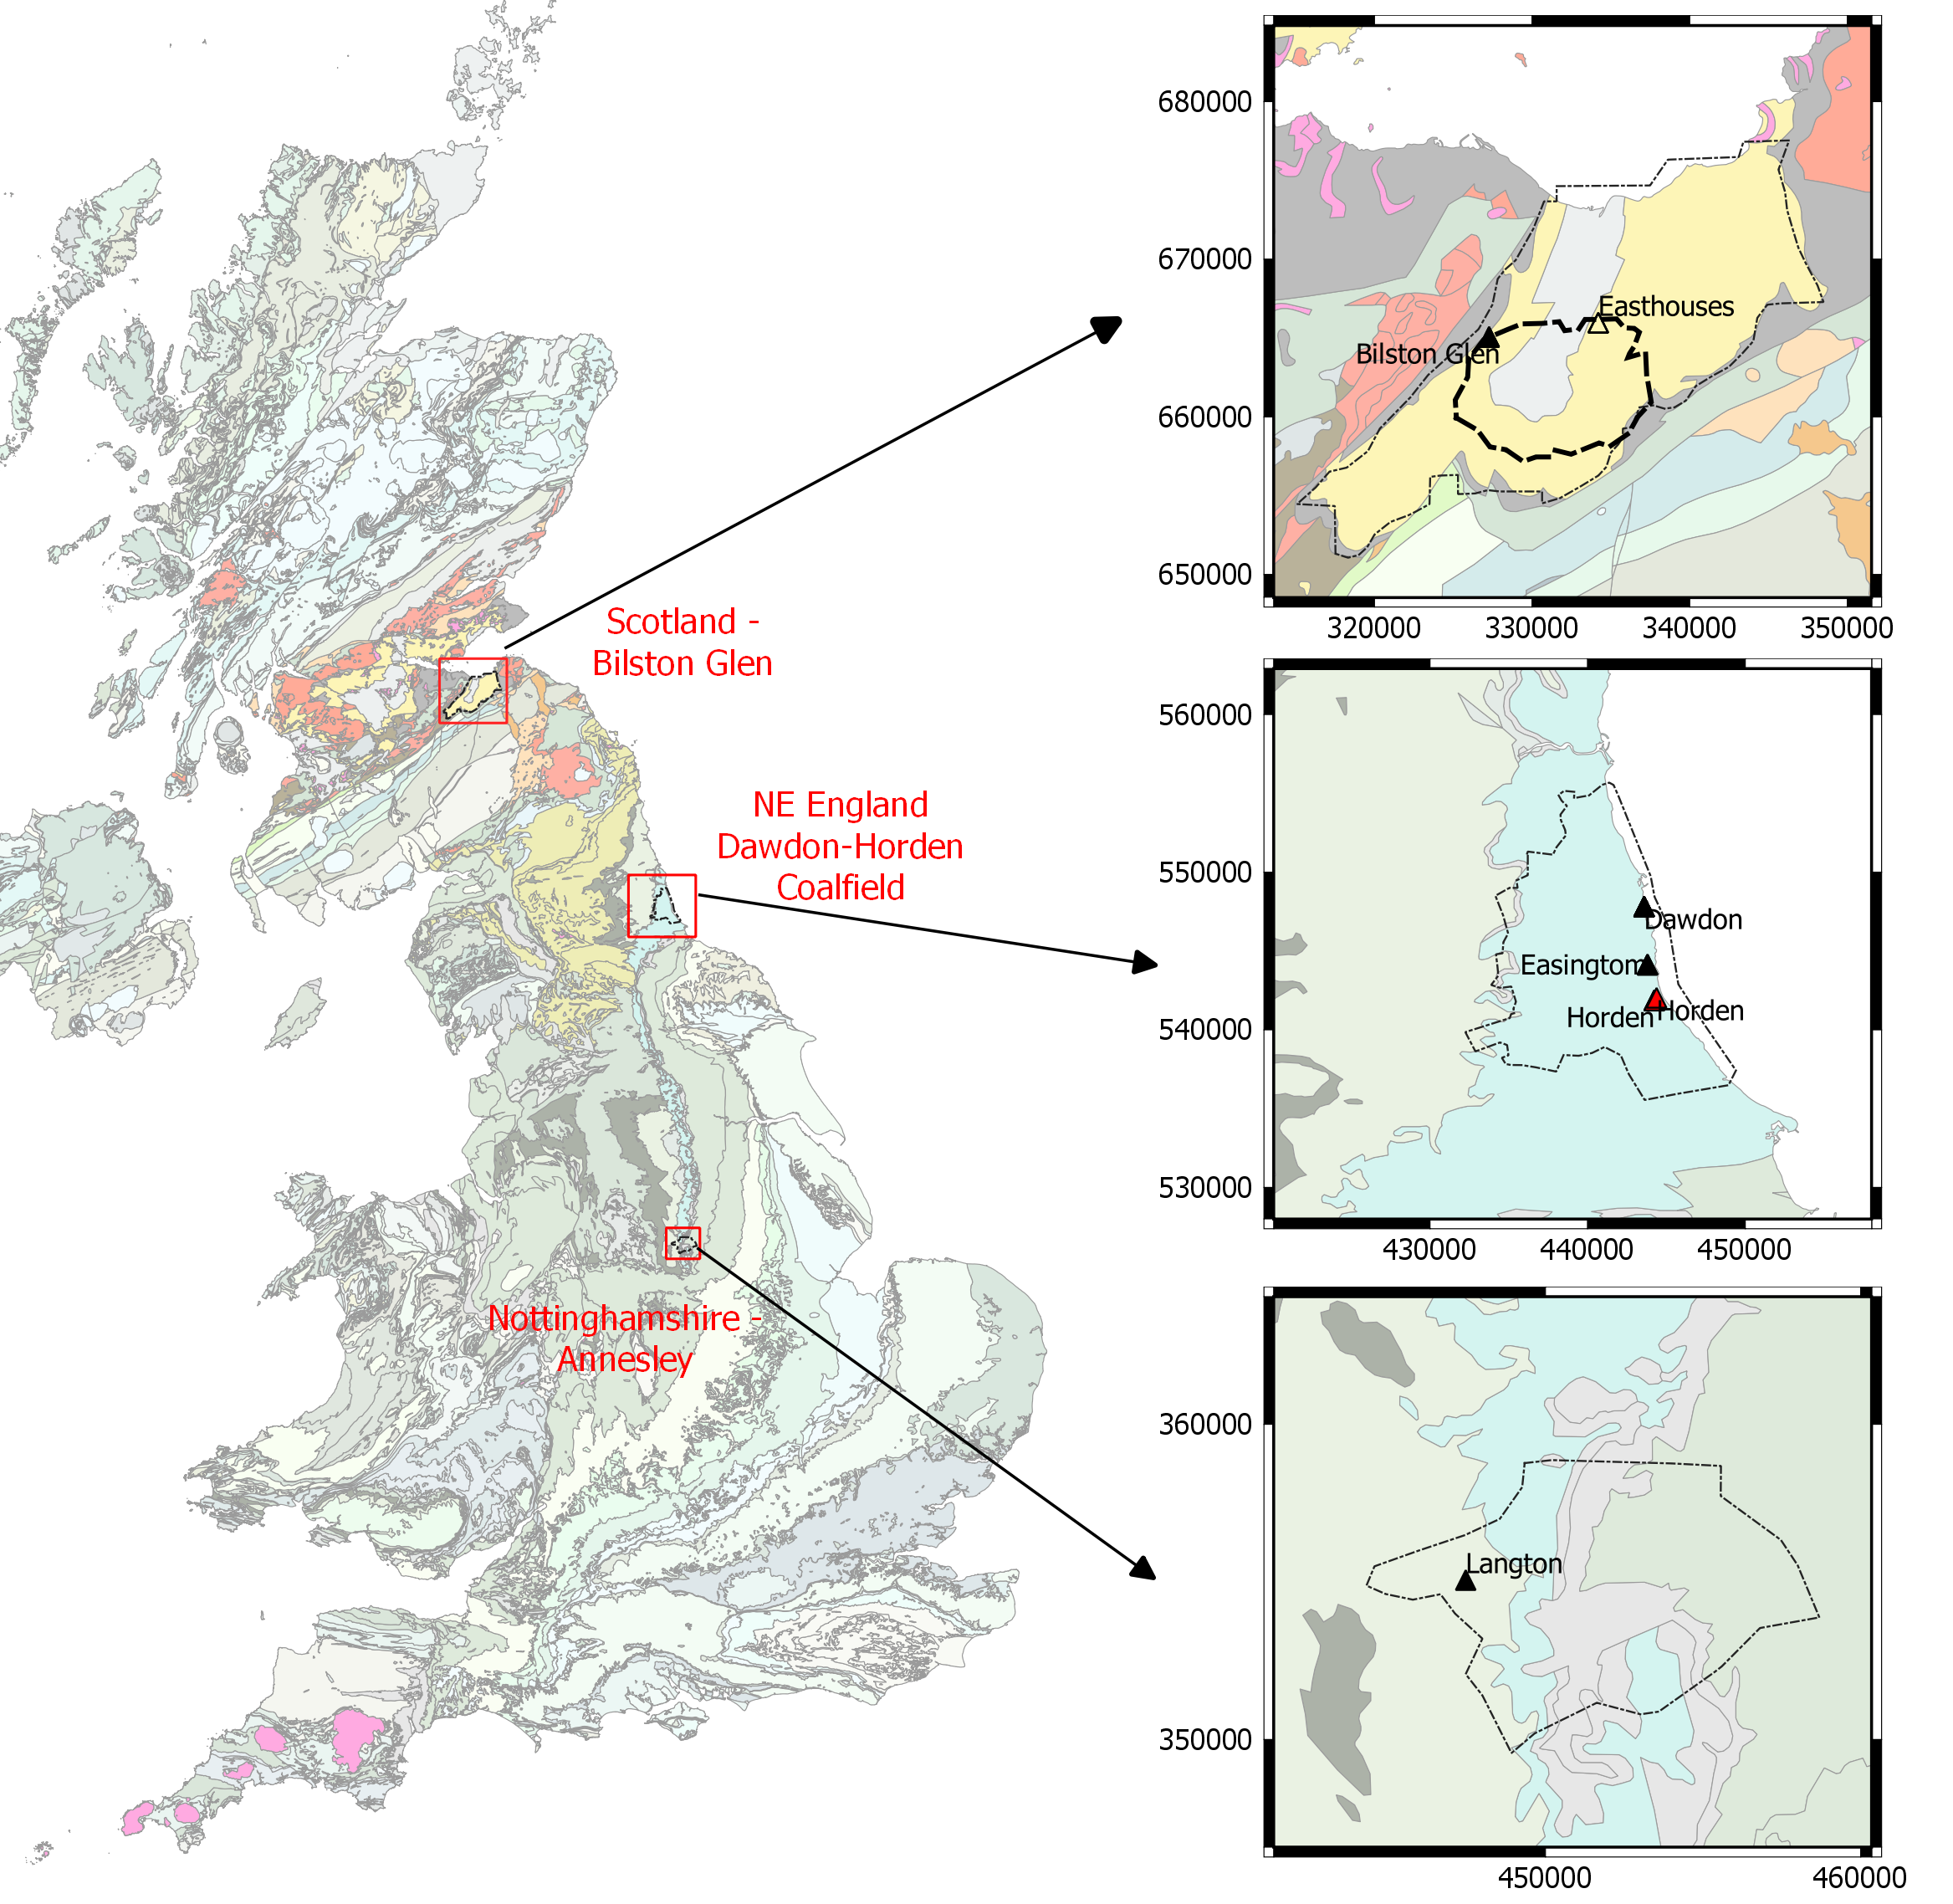 Scotland -
Bilston Glen
NE England
Dawdon-Horden
Coalfield
Nottinghamshire -
Annesley
680000
670000
660000
650000
320000
330000
340000
350000
Easthouses
Bilston Glen
560000
550000
540000
530000
430000
440000
450000
Dawdon
Easington
Horden
Horden
360000
350000
450000
460000
Langton